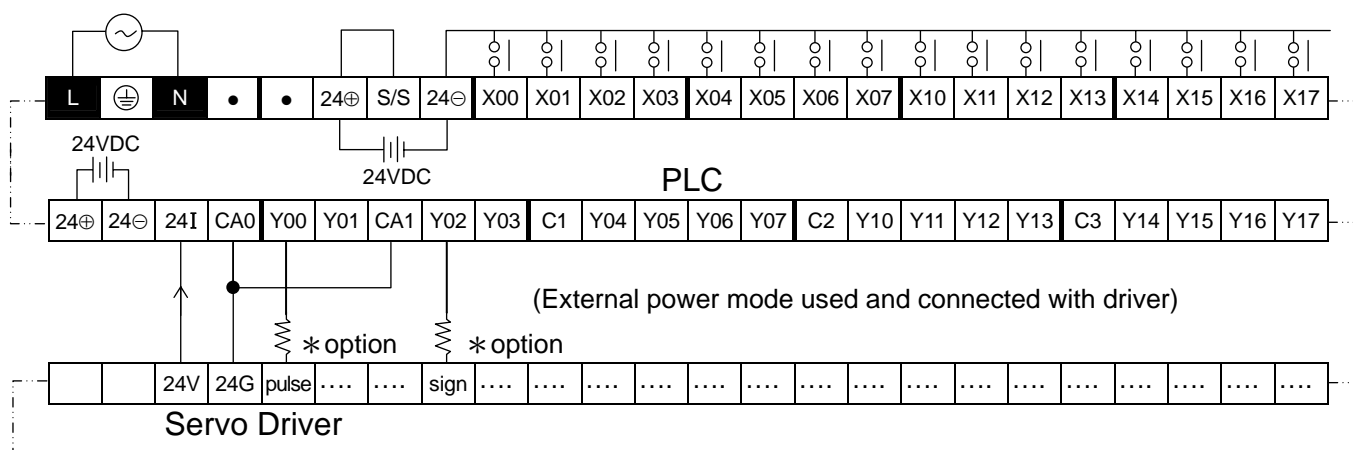 L N • • 24⊕ S/S 24⊖ X00 X01 X02 X03 X04 X05 X06 X07 X10 X11 X12 X13 X14 X15 X16 X17
24VDC
24VDC
PLC
24⊕ 24⊖ 24I CA0 Y00 Y01 CA1 Y02 Y03 C1 Y04 Y05 Y06 Y07 C2 Y10 Y11 Y12 Y13 C3 Y14 Y15 Y16 Y17
(External power mode used and connected with driver)
*option *option
24V 24G pulse .... .... sign .... .... .... .... .... .... .... .... .... .... .... .... .... .... .... ....
Servo Driver